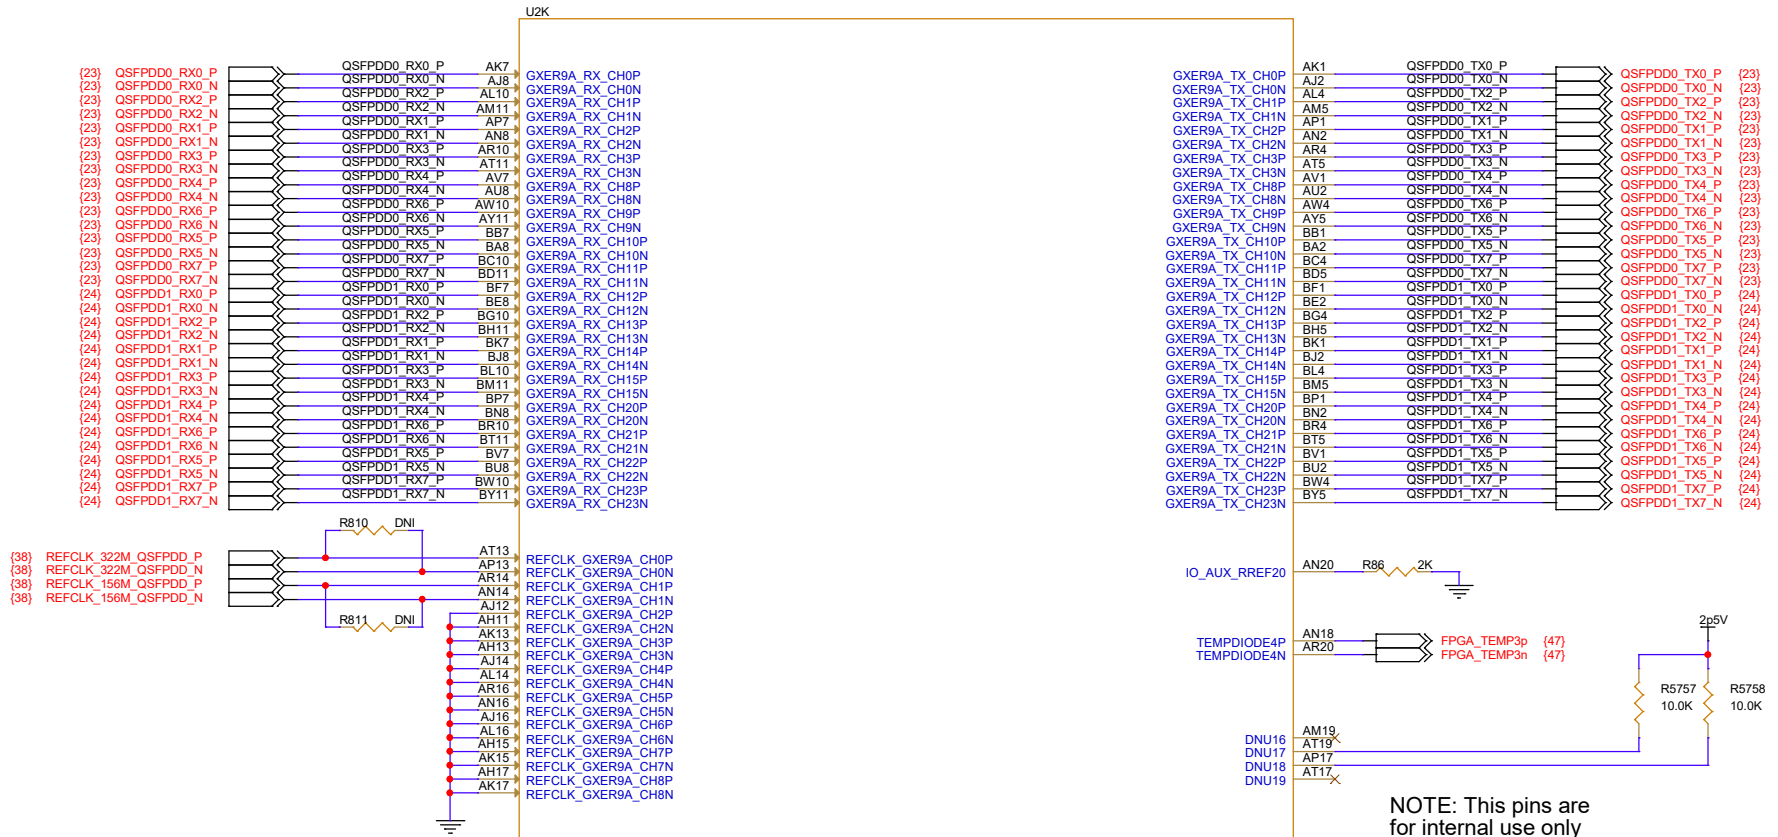 U2K
{23} QSFPDD0_RX0_P QSFPDD0_RX0_P AK7 GXER9A_RX_CH0P GXER9A_TX_CH0P AK1 QSFPDD0_TX0_P QSFPDD0_TX0_P {23}
{23} QSFPDD0_RX0_N QSFPDD0_RX0_N AJ8 GXER9A_RX_CH0N GXER9A_TX_CH0N AJ2 QSFPDD0_TX0_N QSFPDD0_TX0_N {23}
{23} QSFPDD0_RX2_P QSFPDD0_RX2_P AL10 GXER9A_RX_CH1P GXER9A_TX_CH1P AL4 QSFPDD0_TX2_P QSFPDD0_TX2_P {23}
{23} QSFPDD0_RX2_N QSFPDD0_RX2_N AM11 GXER9A_RX_CH1N GXER9A_TX_CH1N AM5 QSFPDD0_TX2_N QSFPDD0_TX2_N {23}
{23} QSFPDD0_RX1_P QSFPDD0_RX1_P AP7 GXER9A_RX_CH2P GXER9A_TX_CH2P AP1 QSFPDD0_TX1_P QSFPDD0_TX1_P {23}
{23} QSFPDD0_RX1_N QSFPDD0_RX1_N AN8 GXER9A_RX_CH2N GXER9A_TX_CH2N AN2 QSFPDD0_TX1_N QSFPDD0_TX1_N {23}
{23} QSFPDD0_RX3_P QSFPDD0_RX3_P AR10 GXER9A_RX_CH3P GXER9A_TX_CH3P AR4 QSFPDD0_TX3_P QSFPDD0_TX3_P {23}
{23} QSFPDD0_RX3_N QSFPDD0_RX3_N AT11 GXER9A_RX_CH3N GXER9A_TX_CH3N AT5 QSFPDD0_TX3_N QSFPDD0_TX3_N {23}
{23} QSFPDD0_RX4_P QSFPDD0_RX4_P AV7 GXER9A_RX_CH8P GXER9A_TX_CH8P AV1 QSFPDD0_TX4_P QSFPDD0_TX4_P {23}
{23} QSFPDD0_RX4_N QSFPDD0_RX4_N AU8 GXER9A_RX_CH8N GXER9A_TX_CH8N AU2 QSFPDD0_TX4_N QSFPDD0_TX4_N {23}
{23} QSFPDD0_RX6_P QSFPDD0_RX6_P AW10 GXER9A_RX_CH9P GXER9A_TX_CH9P AW4 QSFPDD0_TX6_P QSFPDD0_TX6_P {23}
{23} QSFPDD0_RX6_N QSFPDD0_RX6_N AY11 GXER9A_RX_CH9N GXER9A_TX_CH9N AY5 QSFPDD0_TX6_N QSFPDD0_TX6_N {23}
{23} QSFPDD0_RX5_P QSFPDD0_RX5_P BB7 GXER9A_RX_CH10P GXER9A_TX_CH10P BB1 QSFPDD0_TX5_P QSFPDD0_TX5_P {23}
{23} QSFPDD0_RX5_N QSFPDD0_RX5_N BA8 GXER9A_RX_CH10N GXER9A_TX_CH10N BA2 QSFPDD0_TX5_N QSFPDD0_TX5_N {23}
{23} QSFPDD0_RX7_P QSFPDD0_RX7_P BC10 GXER9A_RX_CH11P GXER9A_TX_CH11P BC4 QSFPDD0_TX7_P QSFPDD0_TX7_P {23}
{23} QSFPDD0_RX7_N QSFPDD0_RX7_N BD11 GXER9A_RX_CH11N GXER9A_TX_CH11N BD5 QSFPDD0_TX7_N QSFPDD0_TX7_N {23}
{24} QSFPDD1_RX0_P QSFPDD1_RX0_P BF7 GXER9A_RX_CH12P GXER9A_TX_CH12P BF1 QSFPDD1_TX0_P QSFPDD1_TX0_P {24}
{24} QSFPDD1_RX0_N QSFPDD1_RX0_N BE8 GXER9A_RX_CH12N GXER9A_TX_CH12N BE2 QSFPDD1_TX0_N QSFPDD1_TX0_N {24}
{24} QSFPDD1_RX2_P QSFPDD1_RX2_P BG10 GXER9A_RX_CH13P GXER9A_TX_CH13P BG4 QSFPDD1_TX2_P QSFPDD1_TX2_P {24}
{24} QSFPDD1_RX2_N QSFPDD1_RX2_N BH11 GXER9A_RX_CH13N GXER9A_TX_CH13N BH5 QSFPDD1_TX2_N QSFPDD1_TX2_N {24}
{24} QSFPDD1_RX1_P QSFPDD1_RX1_P BK7 GXER9A_RX_CH14P GXER9A_TX_CH14P BK1 QSFPDD1_TX1_P QSFPDD1_TX1_P {24}
{24} QSFPDD1_RX1_N QSFPDD1_RX1_N BJ8 GXER9A_RX_CH14N GXER9A_TX_CH14N BJ2 QSFPDD1_TX1_N QSFPDD1_TX1_N {24}
{24} QSFPDD1_RX3_P QSFPDD1_RX3_P BL10 GXER9A_RX_CH15P GXER9A_TX_CH15P BL4 QSFPDD1_TX3_P QSFPDD1_TX3_P {24}
{24} QSFPDD1_RX3_N QSFPDD1_RX3_N BM11 GXER9A_RX_CH15N GXER9A_TX_CH15N BM5 QSFPDD1_TX3_N QSFPDD1_TX3_N {24}
{24} QSFPDD1_RX4_P QSFPDD1_RX4_P BP7 GXER9A_RX_CH20P GXER9A_TX_CH20P BP1 QSFPDD1_TX4_P QSFPDD1_TX4_P {24}
{24} QSFPDD1_RX4_N QSFPDD1_RX4_N BN8 GXER9A_RX_CH20N GXER9A_TX_CH20N BN2 QSFPDD1_TX4_N QSFPDD1_TX4_N {24}
{24} QSFPDD1_RX6_P QSFPDD1_RX6_P BR10 GXER9A_RX_CH21P GXER9A_TX_CH21P BR4 QSFPDD1_TX6_P QSFPDD1_TX6_P {24}
{24} QSFPDD1_RX6_N QSFPDD1_RX6_N BT11 GXER9A_RX_CH21N GXER9A_TX_CH21N BT5 QSFPDD1_TX6_N QSFPDD1_TX6_N {24}
{24} QSFPDD1_RX5_P QSFPDD1_RX5_P BV7 GXER9A_RX_CH22P GXER9A_TX_CH22P BV1 QSFPDD1_TX5_P QSFPDD1_TX5_P {24}
{24} QSFPDD1_RX5_N QSFPDD1_RX5_N BU8 GXER9A_RX_CH22N GXER9A_TX_CH22N BU2 QSFPDD1_TX5_N QSFPDD1_TX5_N {24}
{24} QSFPDD1_RX7_P QSFPDD1_RX7_P BW10 GXER9A_RX_CH23P GXER9A_TX_CH23P BW4 QSFPDD1_TX7_P QSFPDD1_TX7_P {24}
{24} QSFPDD1_RX7_N QSFPDD1_RX7_N BY11 GXER9A_RX_CH23N GXER9A_TX_CH23N BY5 QSFPDD1_TX7_N QSFPDD1_TX7_N {24}
R810 DNI
{38} REFCLK_322M_QSFPDD_P AT13 REFCLK_GXER9A_CH0P
{38} REFCLK_322M_QSFPDD_N AP13 REFCLK_GXER9A_CH0N IO_AUX_RREF20 AN20 R86 2K
{38} REFCLK_156M_QSFPDD_P AR14 REFCLK_GXER9A_CH1P
{38} REFCLK_156M_QSFPDD_N AN14 REFCLK_GXER9A_CH1N
AJ12 REFCLK_GXER9A_CH2P
R811 DNI AH11 REFCLK_GXER9A_CH2N
AK13 REFCLK_GXER9A_CH3P TEMPDIODE4P AN18 FPGA_TEMP3p {47}
AH13 REFCLK_GXER9A_CH3N TEMPDIODE4N AR20 FPGA_TEMP3n {47}
2p5V
AJ14 REFCLK_GXER9A_CH4P
AL14 REFCLK_GXER9A_CH4N
AR16 REFCLK_GXER9A_CH5P
R5757 10.0K
R5758 10.0K
AN16 REFCLK_GXER9A_CH5N
AJ16 REFCLK_GXER9A_CH6P
AL16 REFCLK_GXER9A_CH6N DNU16 AM19
AH15 REFCLK_GXER9A_CH7P DNU17 AT19
AK15 REFCLK_GXER9A_CH7N DNU18 AP17
AH17 REFCLK_GXER9A_CH8P DNU19 AT17
AK17 REFCLK_GXER9A_CH8N
NOTE: This pins are
for internal use only